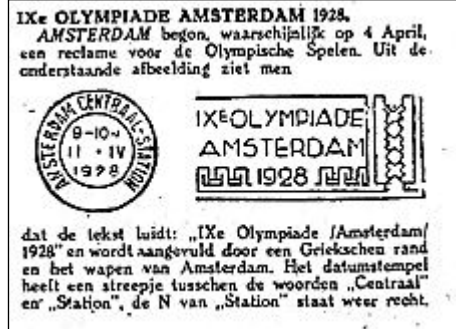 IXe OLYMPIADE AMSTERDAM 1928.
AMSTERDAM begon, waarschijnlijk op 4 April,
een reclame voor de Olympische Spelen. Uit de
onderstaande afbeelding ziet men
AMSTERDAM CENTRAAL-STATION
9-10N
11 · IV
1928
IXE OLYMPIADE
AMSTERDAM
1928
dat de tekst luidt: „IXe Olympiade /Amsterdam/
1928" en wordt aangevuld door een Griekschen rand
en het wapen van Amsterdam. Het datumstempel
heeft een streepje tusschen de woorden „Centraal"
en „Station", de N van „Station" staat weer recht.